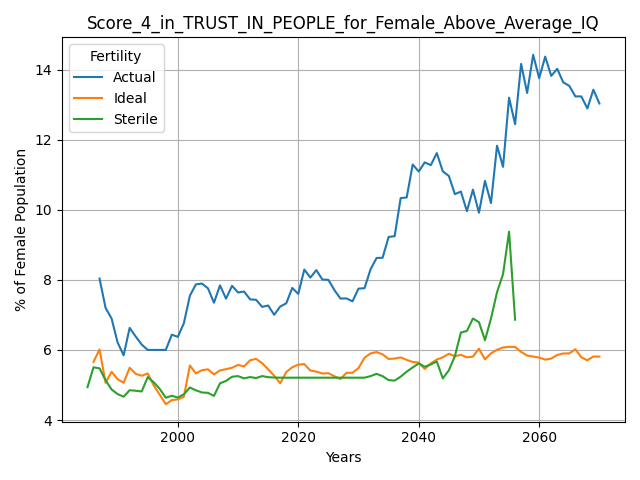 Score_4_in_TRUST_IN_PEOPLE_for_Female_Above_Average_IQ
Fertility
Actual
Ideal
Sterile
% of Female Population
14
12
10
8
6
4
2000
2020
2040
2060
Years